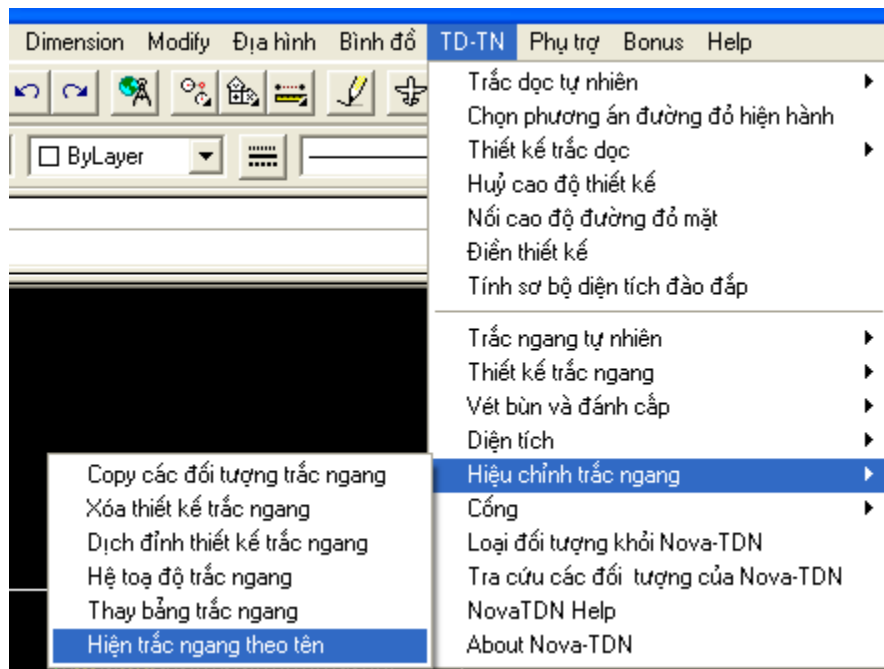 Dimension Modify Địa hình Bình đồ TD-TN Phụ trợ Bonus Help
ByLayer
Trắc dọc tự nhiên
Chọn phương án đường đỏ hiện hành
Thiết kế trắc dọc
Huỷ cao độ thiết kế
Nối cao độ đường đỏ mặt
Điền thiết kế
Tính sơ bộ diện tích đào đắp
Trắc ngang tự nhiên
Thiết kế trắc ngang
Vét bùn và đánh cấp
Diện tích
Hiệu chỉnh trắc ngang
Cống
Loại đối tượng khỏi Nova-TDN
Tra cứu các đối tượng của Nova-TDN
NovaTDN Help
About Nova-TDN
Copy các đối tượng trắc ngang
Xóa thiết kế trắc ngang
Dịch đỉnh thiết kế trắc ngang
Hệ toạ độ trắc ngang
Thay bảng trắc ngang
Hiện trắc ngang theo tên